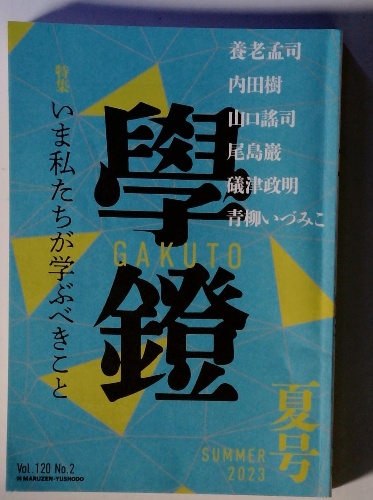 養老孟司
内田樹
山口謠司
尾島巖
礒津政明
青柳いづみこ
特集
いま私たちが学ぶべきこと
學鐙
GAKUTO
夏号
SUMMER
2023
Vol.120 No.2
MARUZEN-YUSHODO